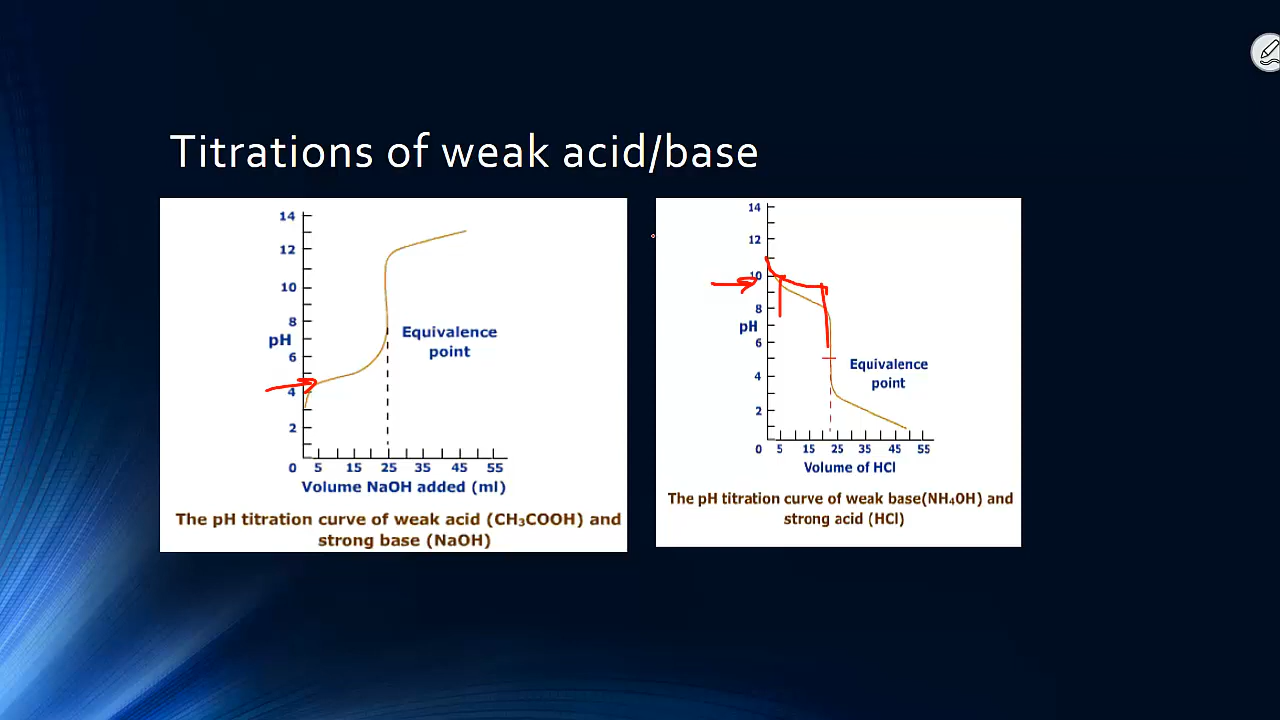 Titrations of weak acid/base
14
12
10
8
pH
6
4
2
0 5 15 25 35 45 55
Equivalence
point
Volume NaOH added (ml)
The pH titration curve of weak acid (CH₃COOH) and
strong base (NaOH)
14
12
10
8
pH
6
4
2
0 5 15 25 35 45 55
Equivalence
point
Volume of HCl
The pH titration curve of weak base(NH₄OH) and
strong acid (HCl)